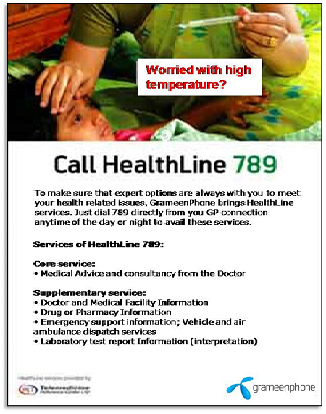 Worried with high
temperature?
Call HealthLine 789
To make sure that expert options are always with you to meet
your health related issues, GrameenPhone brings HealthLine
services. Just dial 789 directly from you GP connection
anytime of the day or night to avail these services.
Services of HealthLine 789:
Core service:
• Medical Advice and consultancy from the Doctor
Supplementary service:
• Doctor and Medical Facility Information
• Drug or Pharmacy Information
• Emergency support information; Vehicle and air
ambulance dispatch services
• Laboratory test report Information (interpretation)
HealthLine services provided by
grameenphone